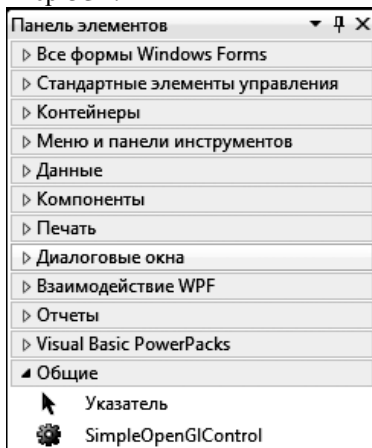 Панель элементов
Все формы Windows Forms
Стандартные элементы управления
Контейнеры
Меню и панели инструментов
Данные
Компоненты
Печать
Диалоговые окна
Взаимодействие WPF
Отчеты
Visual Basic PowerPacks
Общие
Указатель
SimpleOpenGlControl